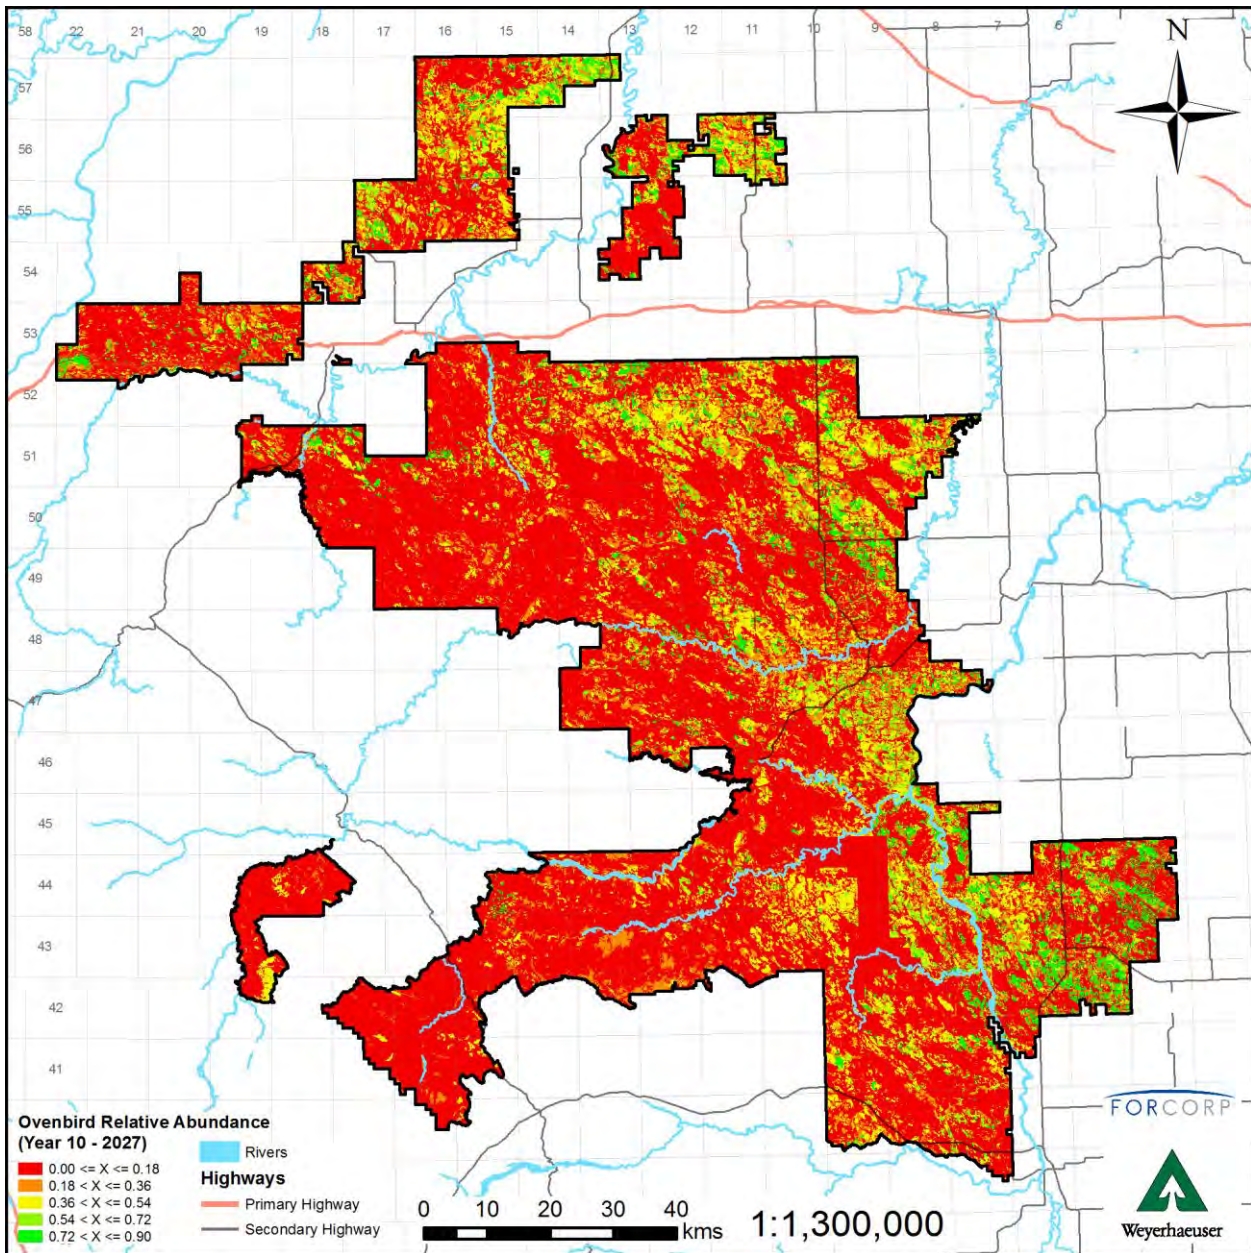 58 22 21 20 19 18 17 16 15 14 13 12 11 10 9 8 7 6
N
57
56
55
54
53
52
51
50
49
48
47
46
45
44
43
42
41
Ovenbird Relative Abundance
(Year 10 - 2027)
0.00 <= X <= 0.18
0.18 < X <= 0.36
0.36 < X <= 0.54
0.54 < X <= 0.72
0.72 < X <= 0.90
Rivers
Highways
Primary Highway
Secondary Highway
0 10 20 30 40
kms
1:1,300,000
FORCORP
Weyerhaeuser